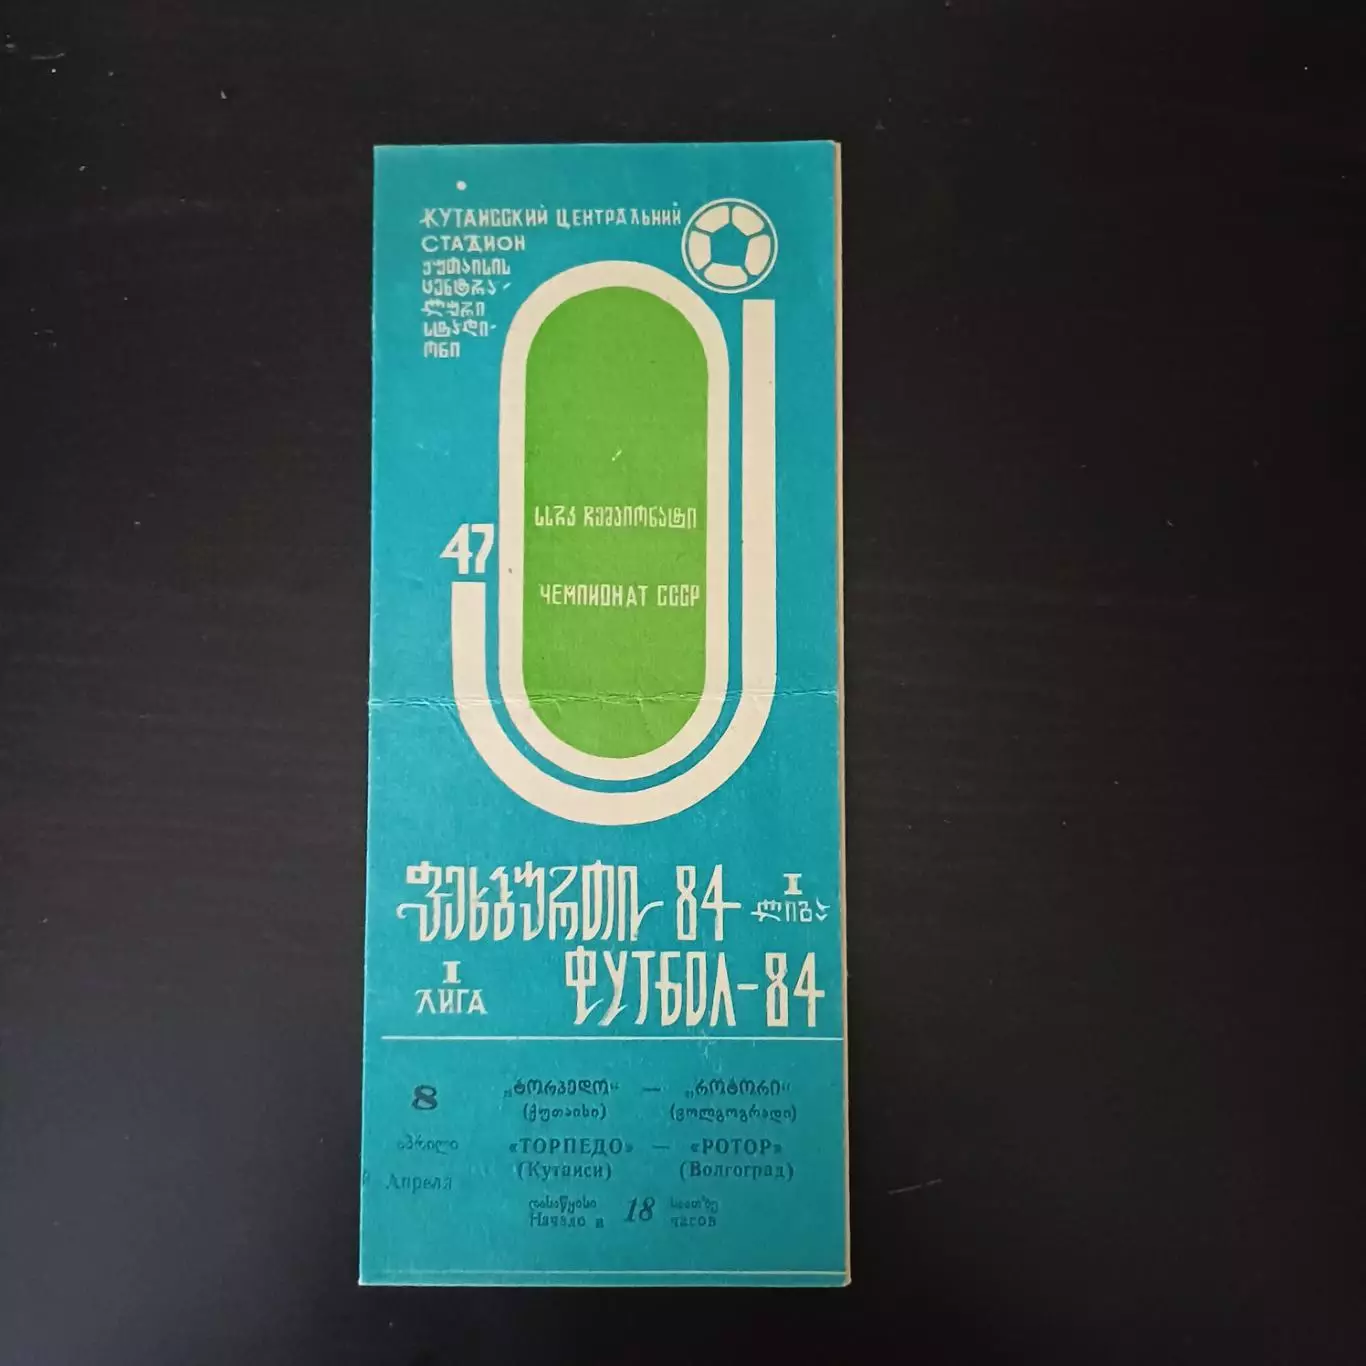 КУТАИССКИЙ ЦЕНТРАЛЬНИЙ
СТАДИОН
ქუთაისის
ცენტრა-
ლური
სტადი-
ონი
47
სსრკ ჩემპიონატი
ЧЕМПИОНАТ СССР
ფეხბურთი 84 I ლიგა
I ЛИГА ФУТБОЛ-84
8 „ტორპედო“ — „როტორი“
(ქუთაისი) (ვოლგოგრადი)
აპრილი «ТОРПЕДО» — «РОТОР»
Апреля (Кутаиси) (Волгоград)
დასაწყისი 18 საათზე
Начало в часов